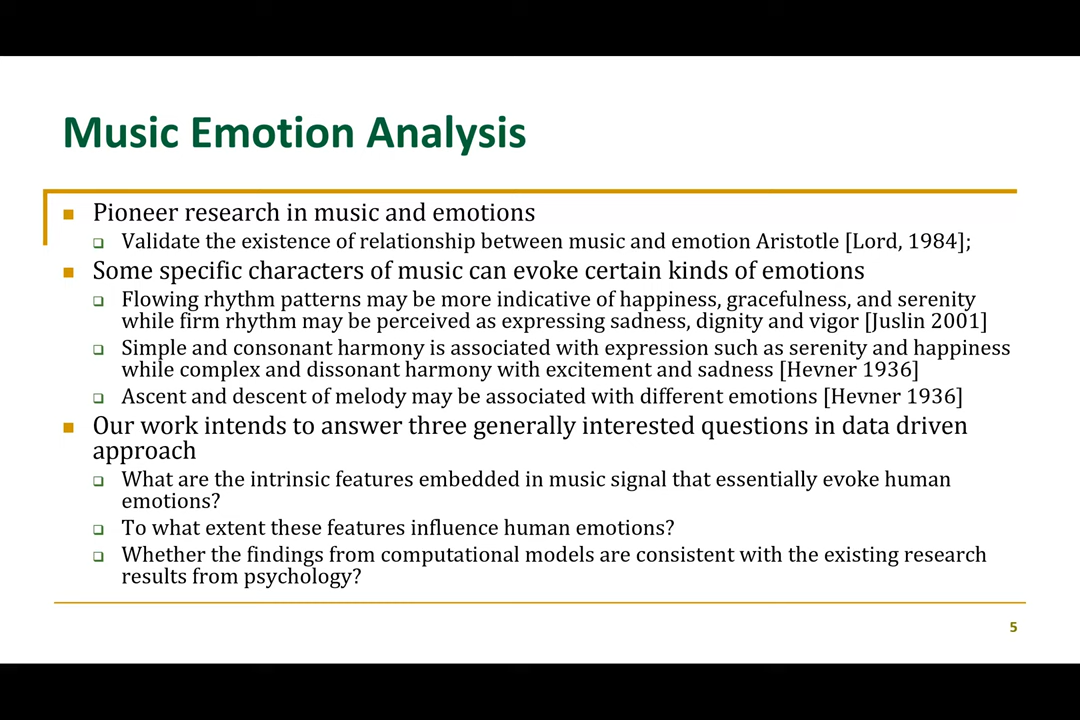 Music Emotion Analysis
Pioneer research in music and emotions
Validate the existence of relationship between music and emotion Aristotle [Lord, 1984];
Some specific characters of music can evoke certain kinds of emotions
Flowing rhythm patterns may be more indicative of happiness, gracefulness, and serenity
while firm rhythm may be perceived as expressing sadness, dignity and vigor [Juslin 2001]
Simple and consonant harmony is associated with expression such as serenity and happiness
while complex and dissonant harmony with excitement and sadness [Hevner 1936]
Ascent and descent of melody may be associated with different emotions [Hevner 1936]
Our work intends to answer three generally interested questions in data driven
approach
What are the intrinsic features embedded in music signal that essentially evoke human
emotions?
To what extent these features influence human emotions?
Whether the findings from computational models are consistent with the existing research
results from psychology?
5